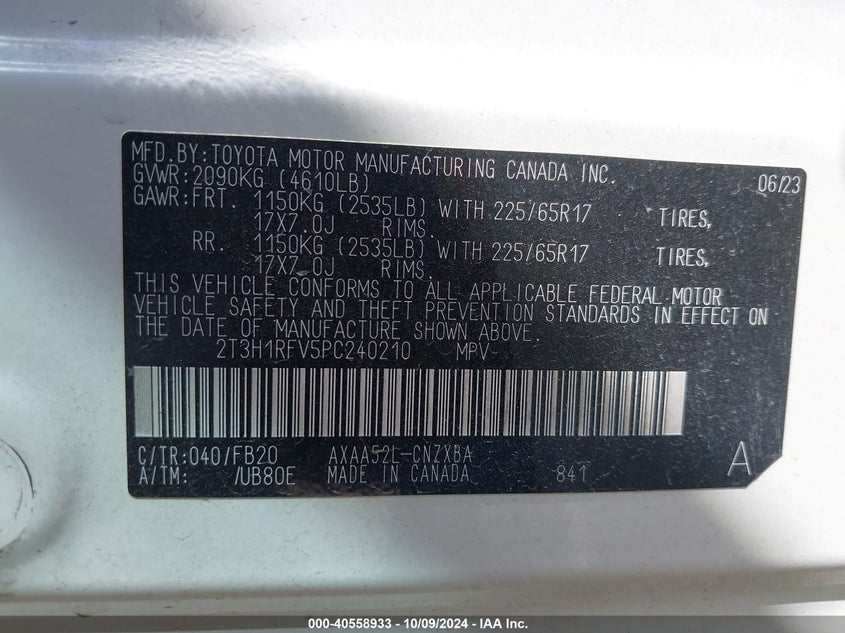 MFD.BY:TOYOTA MOTOR MANUFACTURING CANADA INC.
GVWR:2090KG (4610LB) 06/23
GAWR:FRT. 1150KG (2535LB) WITH 225/65R17 TIRES,
17X7.0J RIMS.
RR. 1150KG (2535LB) WITH 225/65R17 TIRES,
17X7.0J RIMS.
THIS VEHICLE CONFORMS TO ALL APPLICABLE FEDERAL MOTOR
VEHICLE SAFETY AND THEFT PREVENTION STANDARDS IN EFFECT ON
THE DATE OF MANUFACTURE SHOWN ABOVE.
2T3H1RFV5PC240210 MPV
C/TR:040/FB20 AXAA52L-CNZXBA
A/TM: /UB80E MADE IN CANADA 841 A
000-40558933 - 10/09/2024 - IAA Inc.